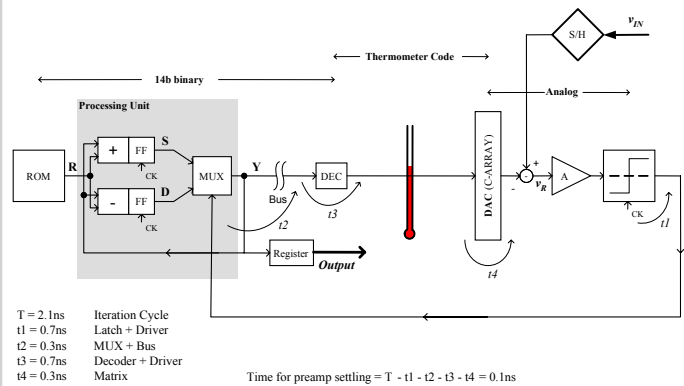 v_IN
S/H
Thermometer Code
14b binary
Analog
Processing Unit
ROM
R
+
FF
S
CK
-
FF
D
CK
MUX
Y
Bus
t2
DEC
t3
DAC (C-ARRAY)
t4
+
-
-
v_R
A
CK
t1
Register
Output
T = 2.1ns Iteration Cycle
t1 = 0.7ns Latch + Driver
t2 = 0.3ns MUX + Bus
t3 = 0.7ns Decoder + Driver
t4 = 0.3ns Matrix
Time for preamp settling = T - t1 - t2 - t3 - t4 = 0.1ns